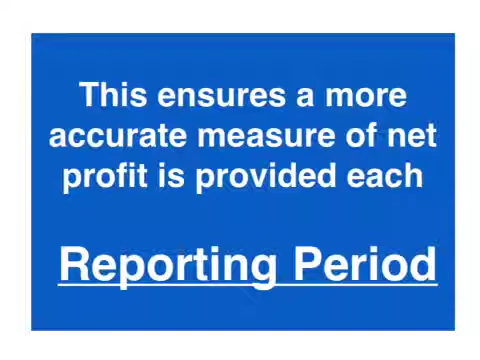 This ensures a more
accurate measure of net
profit is provided each
Reporting Period